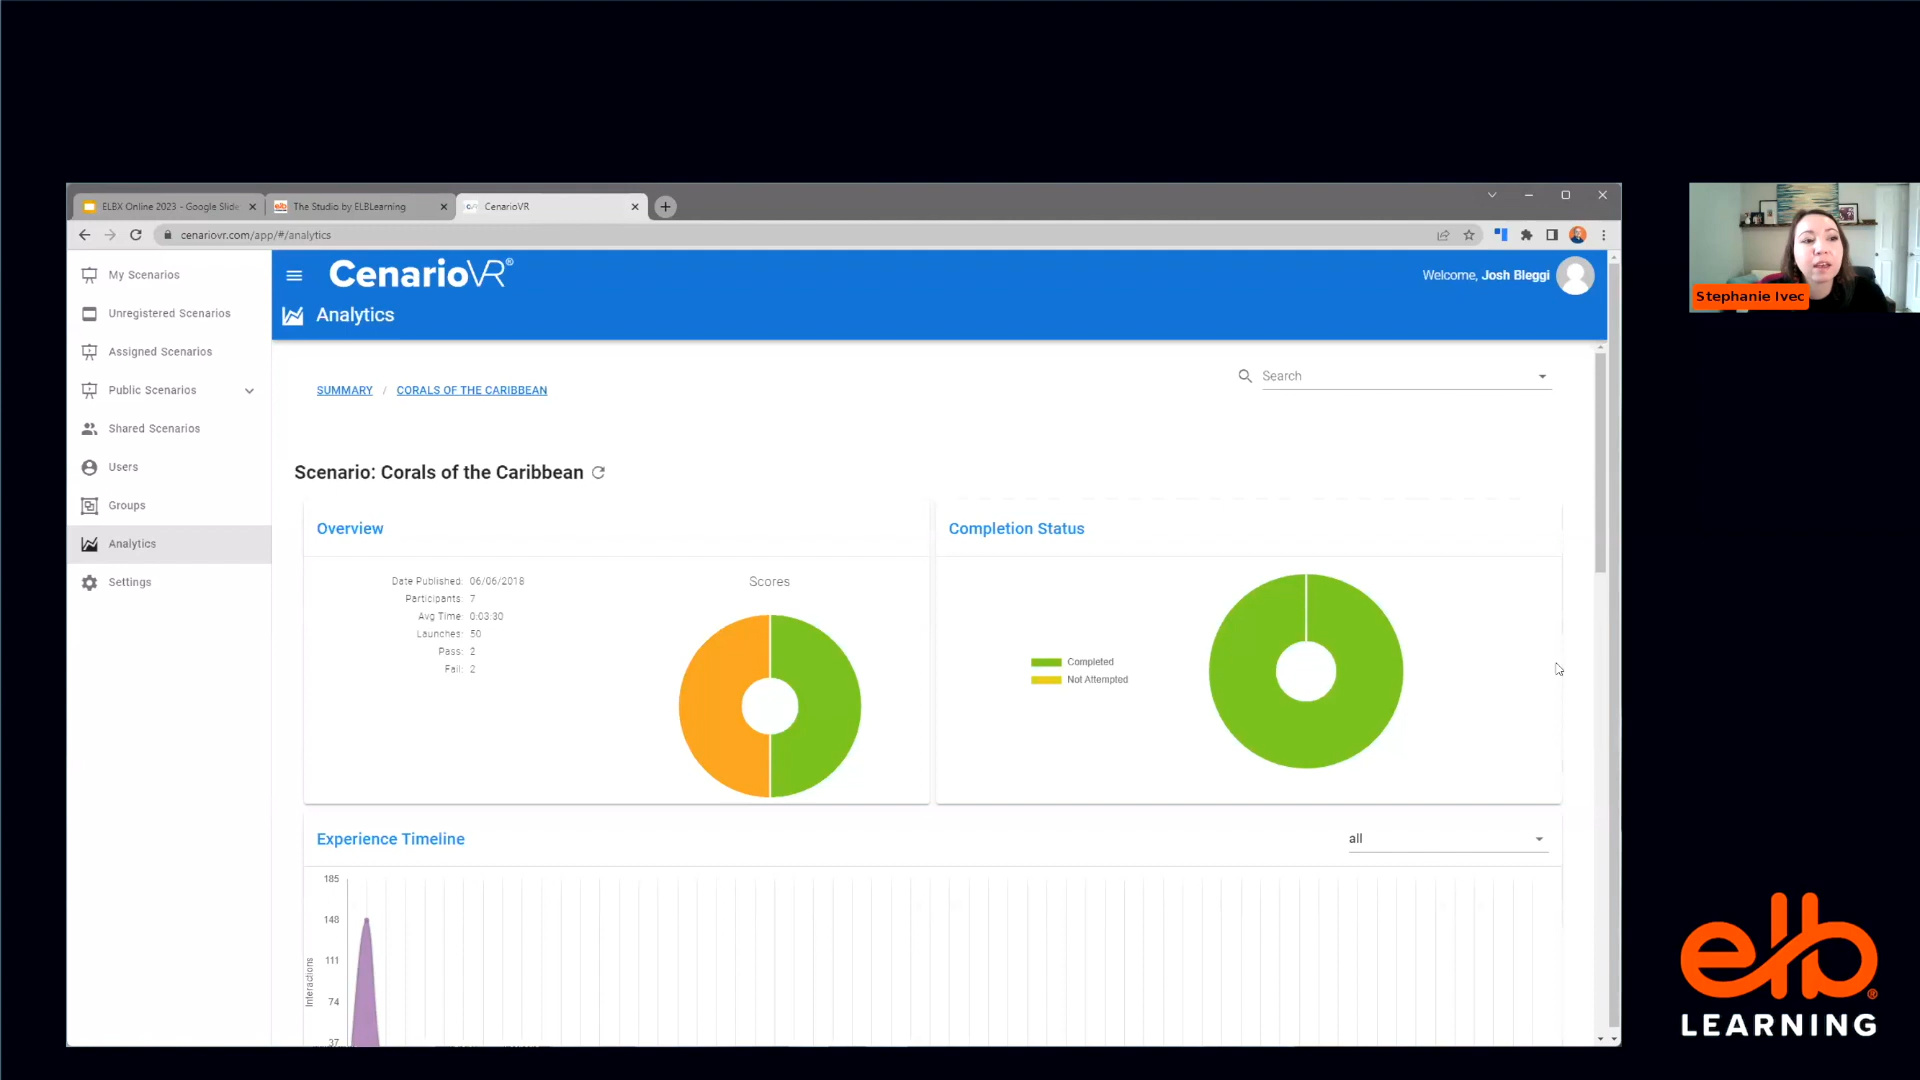 ELBX Online 2023 - Google Slide
The Studio by ELBLearning
CenarioVR
cenariovr.com/app/#/analytics
My Scenarios
Unregistered Scenarios
Assigned Scenarios
Public Scenarios
Shared Scenarios
Users
Groups
Analytics
Settings
CenarioVR®
Welcome, Josh Bleggi
Analytics
SUMMARY / CORALS OF THE CARIBBEAN
Search
Scenario: Corals of the Caribbean
Overview
Date Published: 06/06/2018
Participants: 7
Avg Time: 0:03:30
Launches: 50
Pass: 2
Fail: 2
Scores
Completion Status
Completed
Not Attempted
Experience Timeline
all
185
148
111
74
37
Interactions
Stephanie Ivec
elb®
LEARNING